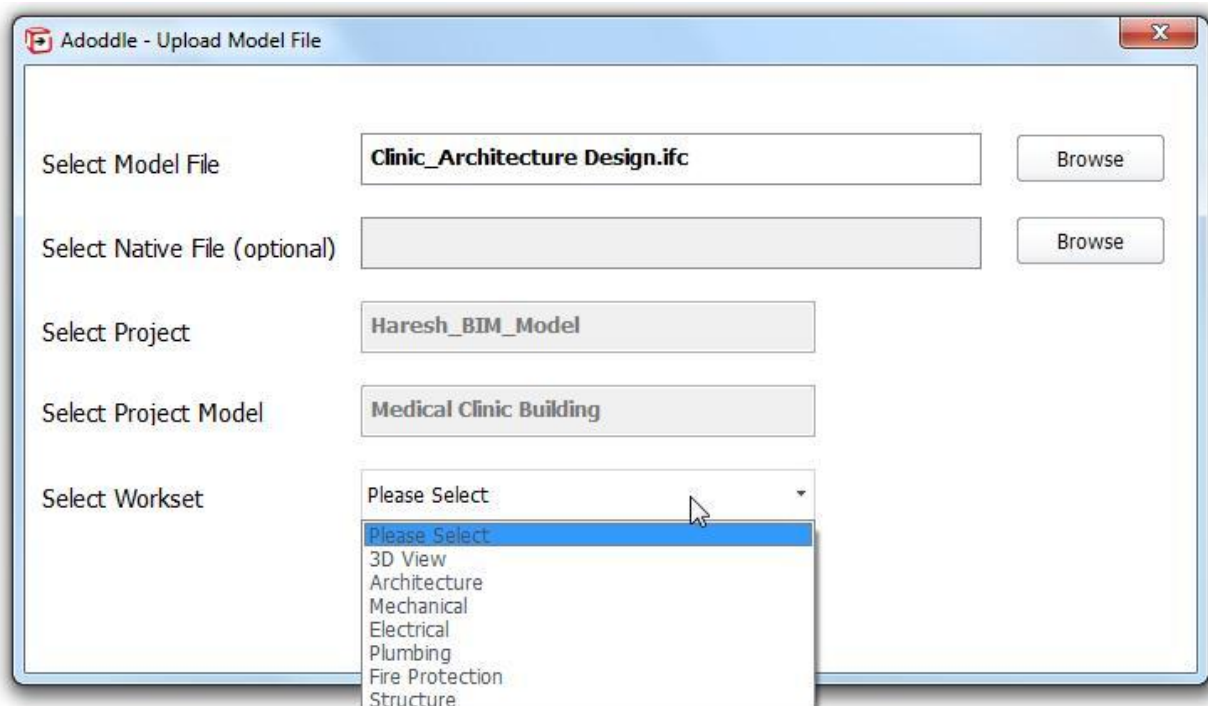 Adoddle - Upload Model File
Select Model File
Clinic_Architecture Design.ifc
Browse
Select Native File (optional)
Browse
Select Project
Haresh_BIM_Model
Select Project Model
Medical Clinic Building
Select Workset
Please Select
Please Select
3D View
Architecture
Mechanical
Electrical
Plumbing
Fire Protection
Structure